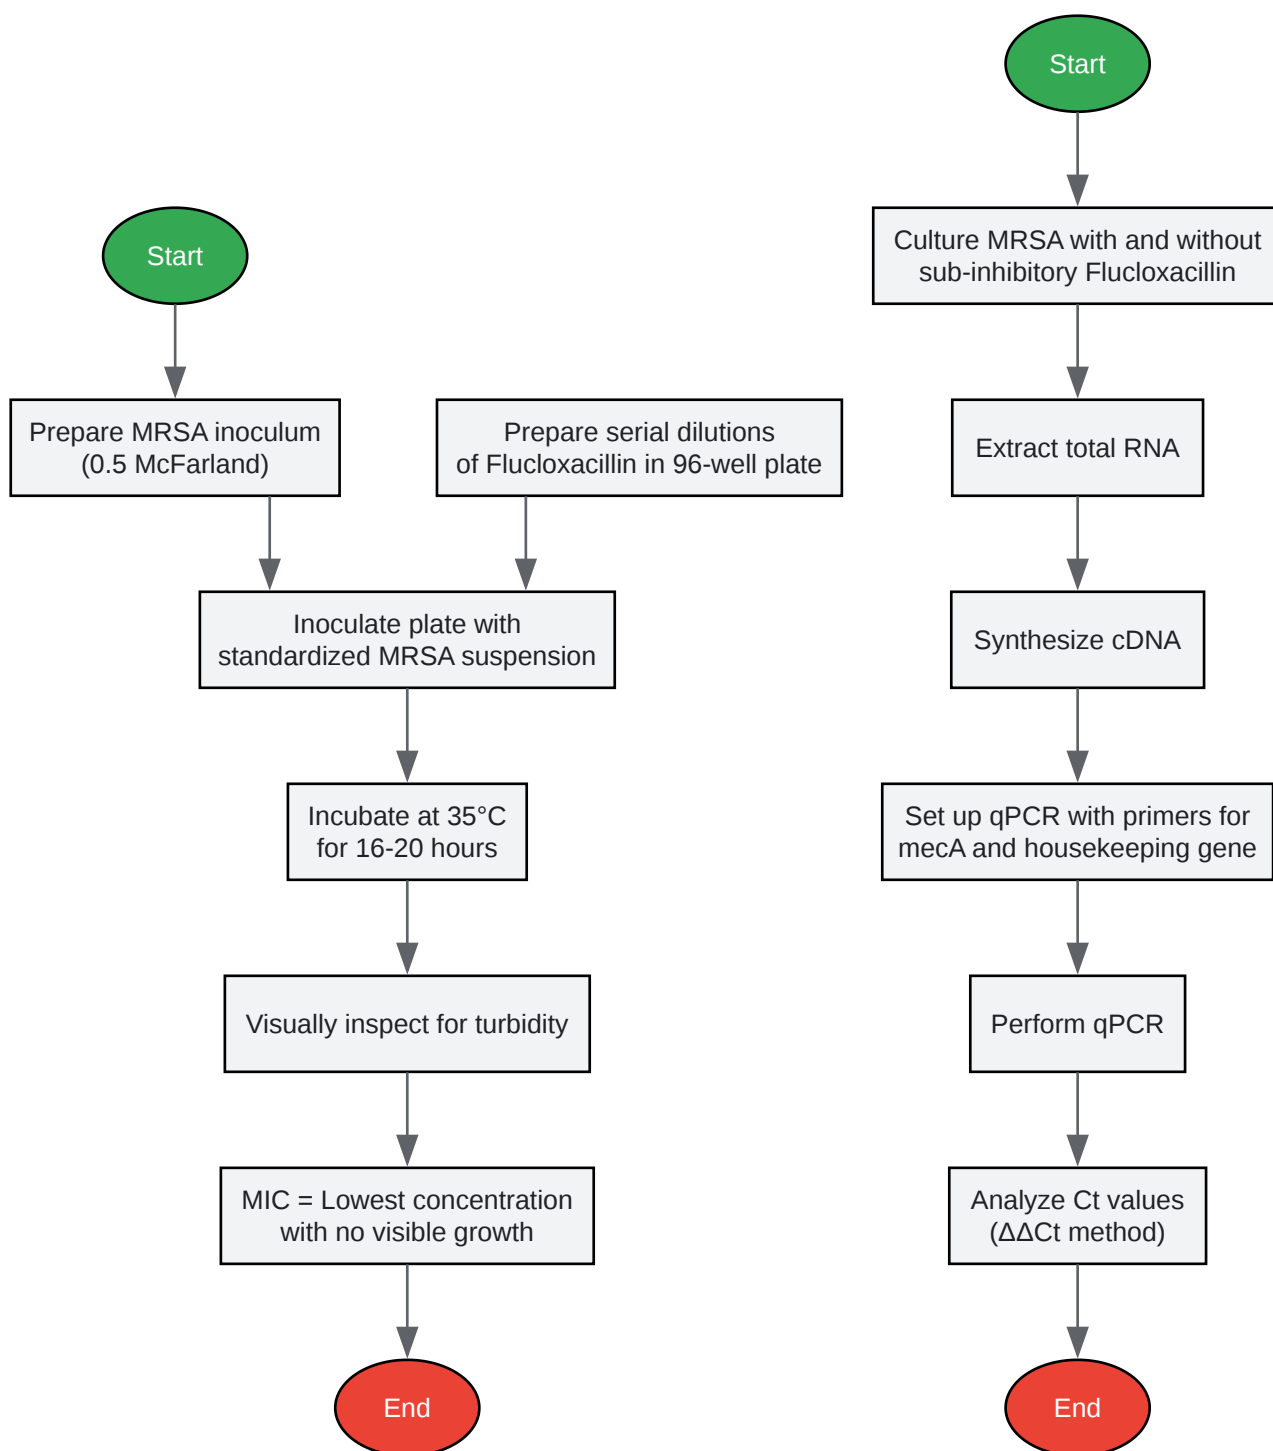 Start
Prepare MRSA inoculum
(0.5 McFarland)
Prepare serial dilutions
of Flucloxacillin in 96-well plate
Inoculate plate with
standardized MRSA suspension
Incubate at 35°C
for 16-20 hours
Visually inspect for turbidity
MIC = Lowest concentration
with no visible growth
End
Start
Culture MRSA with and without
sub-inhibitory Flucloxacillin
Extract total RNA
Synthesize cDNA
Set up qPCR with primers for
mecA and housekeeping gene
Perform qPCR
Analyze Ct values
(ΔΔCt method)
End